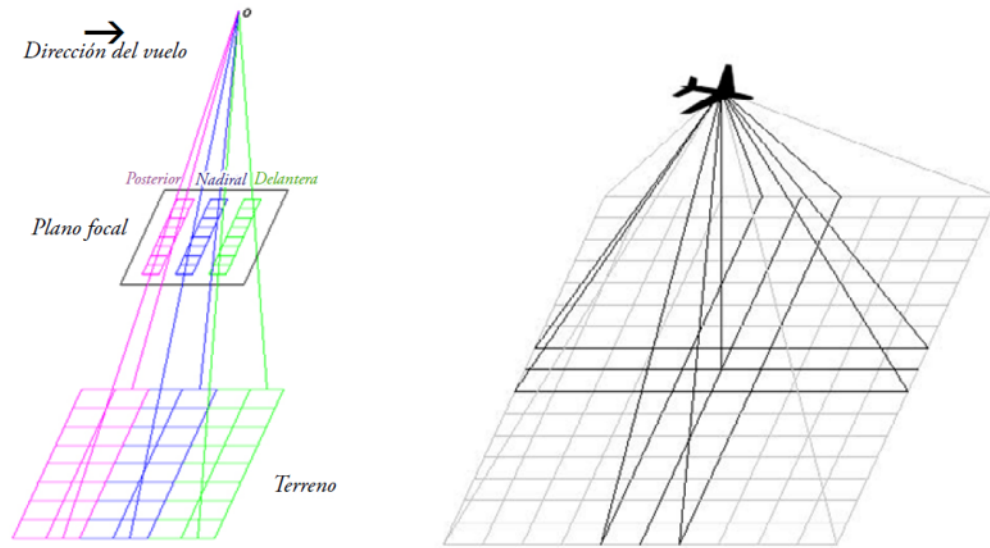 o
Dirección del vuelo
Posterior Nadiral Delantera
Plano focal
Terreno